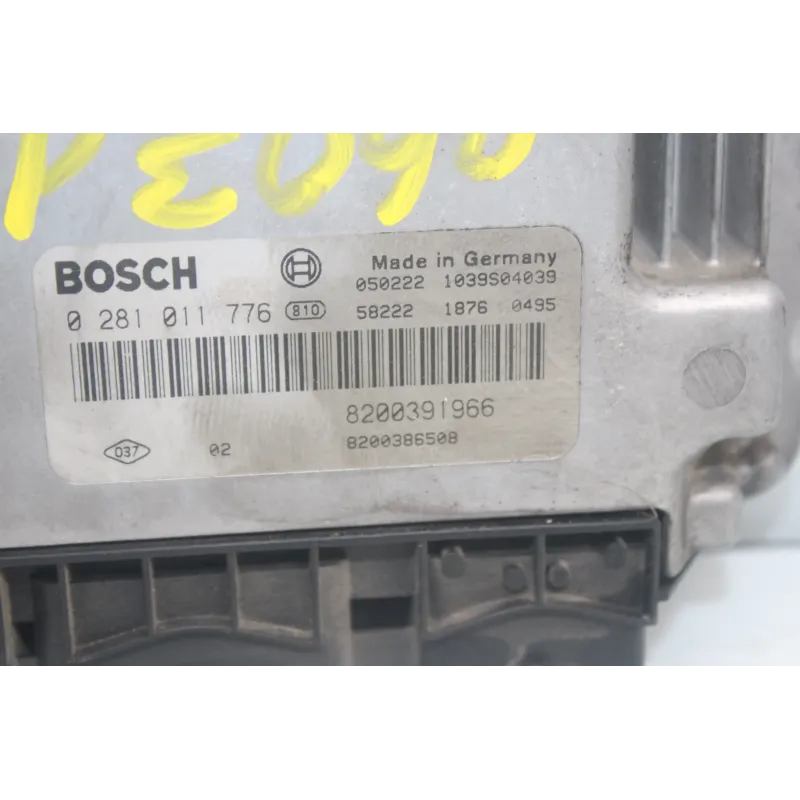 BOSCH
Made in Germany
050222 1039S04039
0 281 011 776 810 58222 1876 0495
8200391966
037 02 8200386508